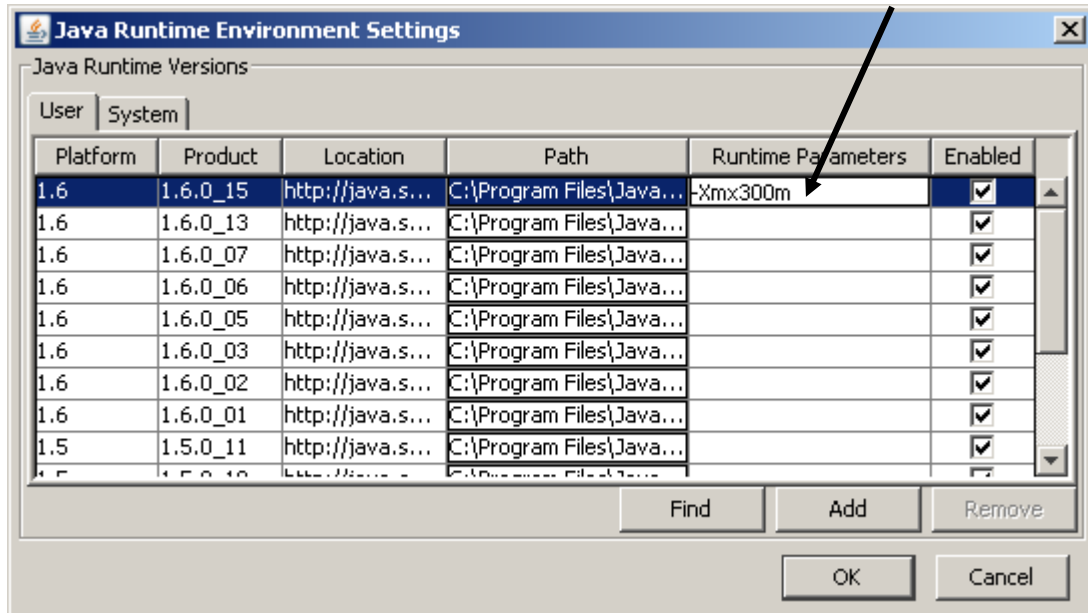 Java Runtime Environment Settings
Java Runtime Versions
User System
Platform Product Location Path Runtime Parameters Enabled
1.6 1.6.0_15 http://java.s... C:\Program Files\Java... -Xmx300m
1.6 1.6.0_13 http://java.s... C:\Program Files\Java...
1.6 1.6.0_07 http://java.s... C:\Program Files\Java...
1.6 1.6.0_06 http://java.s... C:\Program Files\Java...
1.6 1.6.0_05 http://java.s... C:\Program Files\Java...
1.6 1.6.0_03 http://java.s... C:\Program Files\Java...
1.6 1.6.0_02 http://java.s... C:\Program Files\Java...
1.6 1.6.0_01 http://java.s... C:\Program Files\Java...
1.5 1.5.0_11 http://java.s... C:\Program Files\Java...
Find Add Remove
OK Cancel